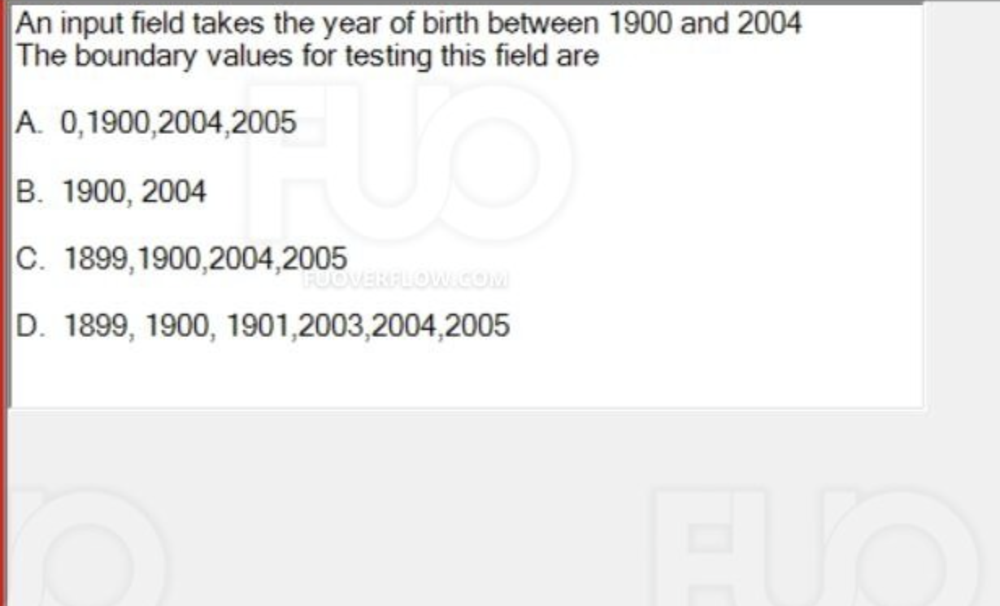 An input field takes the year of birth between 1900 and 2004
The boundary values for testing this field are
A. 0,1900,2004,2005
B. 1900, 2004
C. 1899,1900,2004,2005
FUOVERFLOW.COM
D. 1899, 1900, 1901,2003,2004,2005